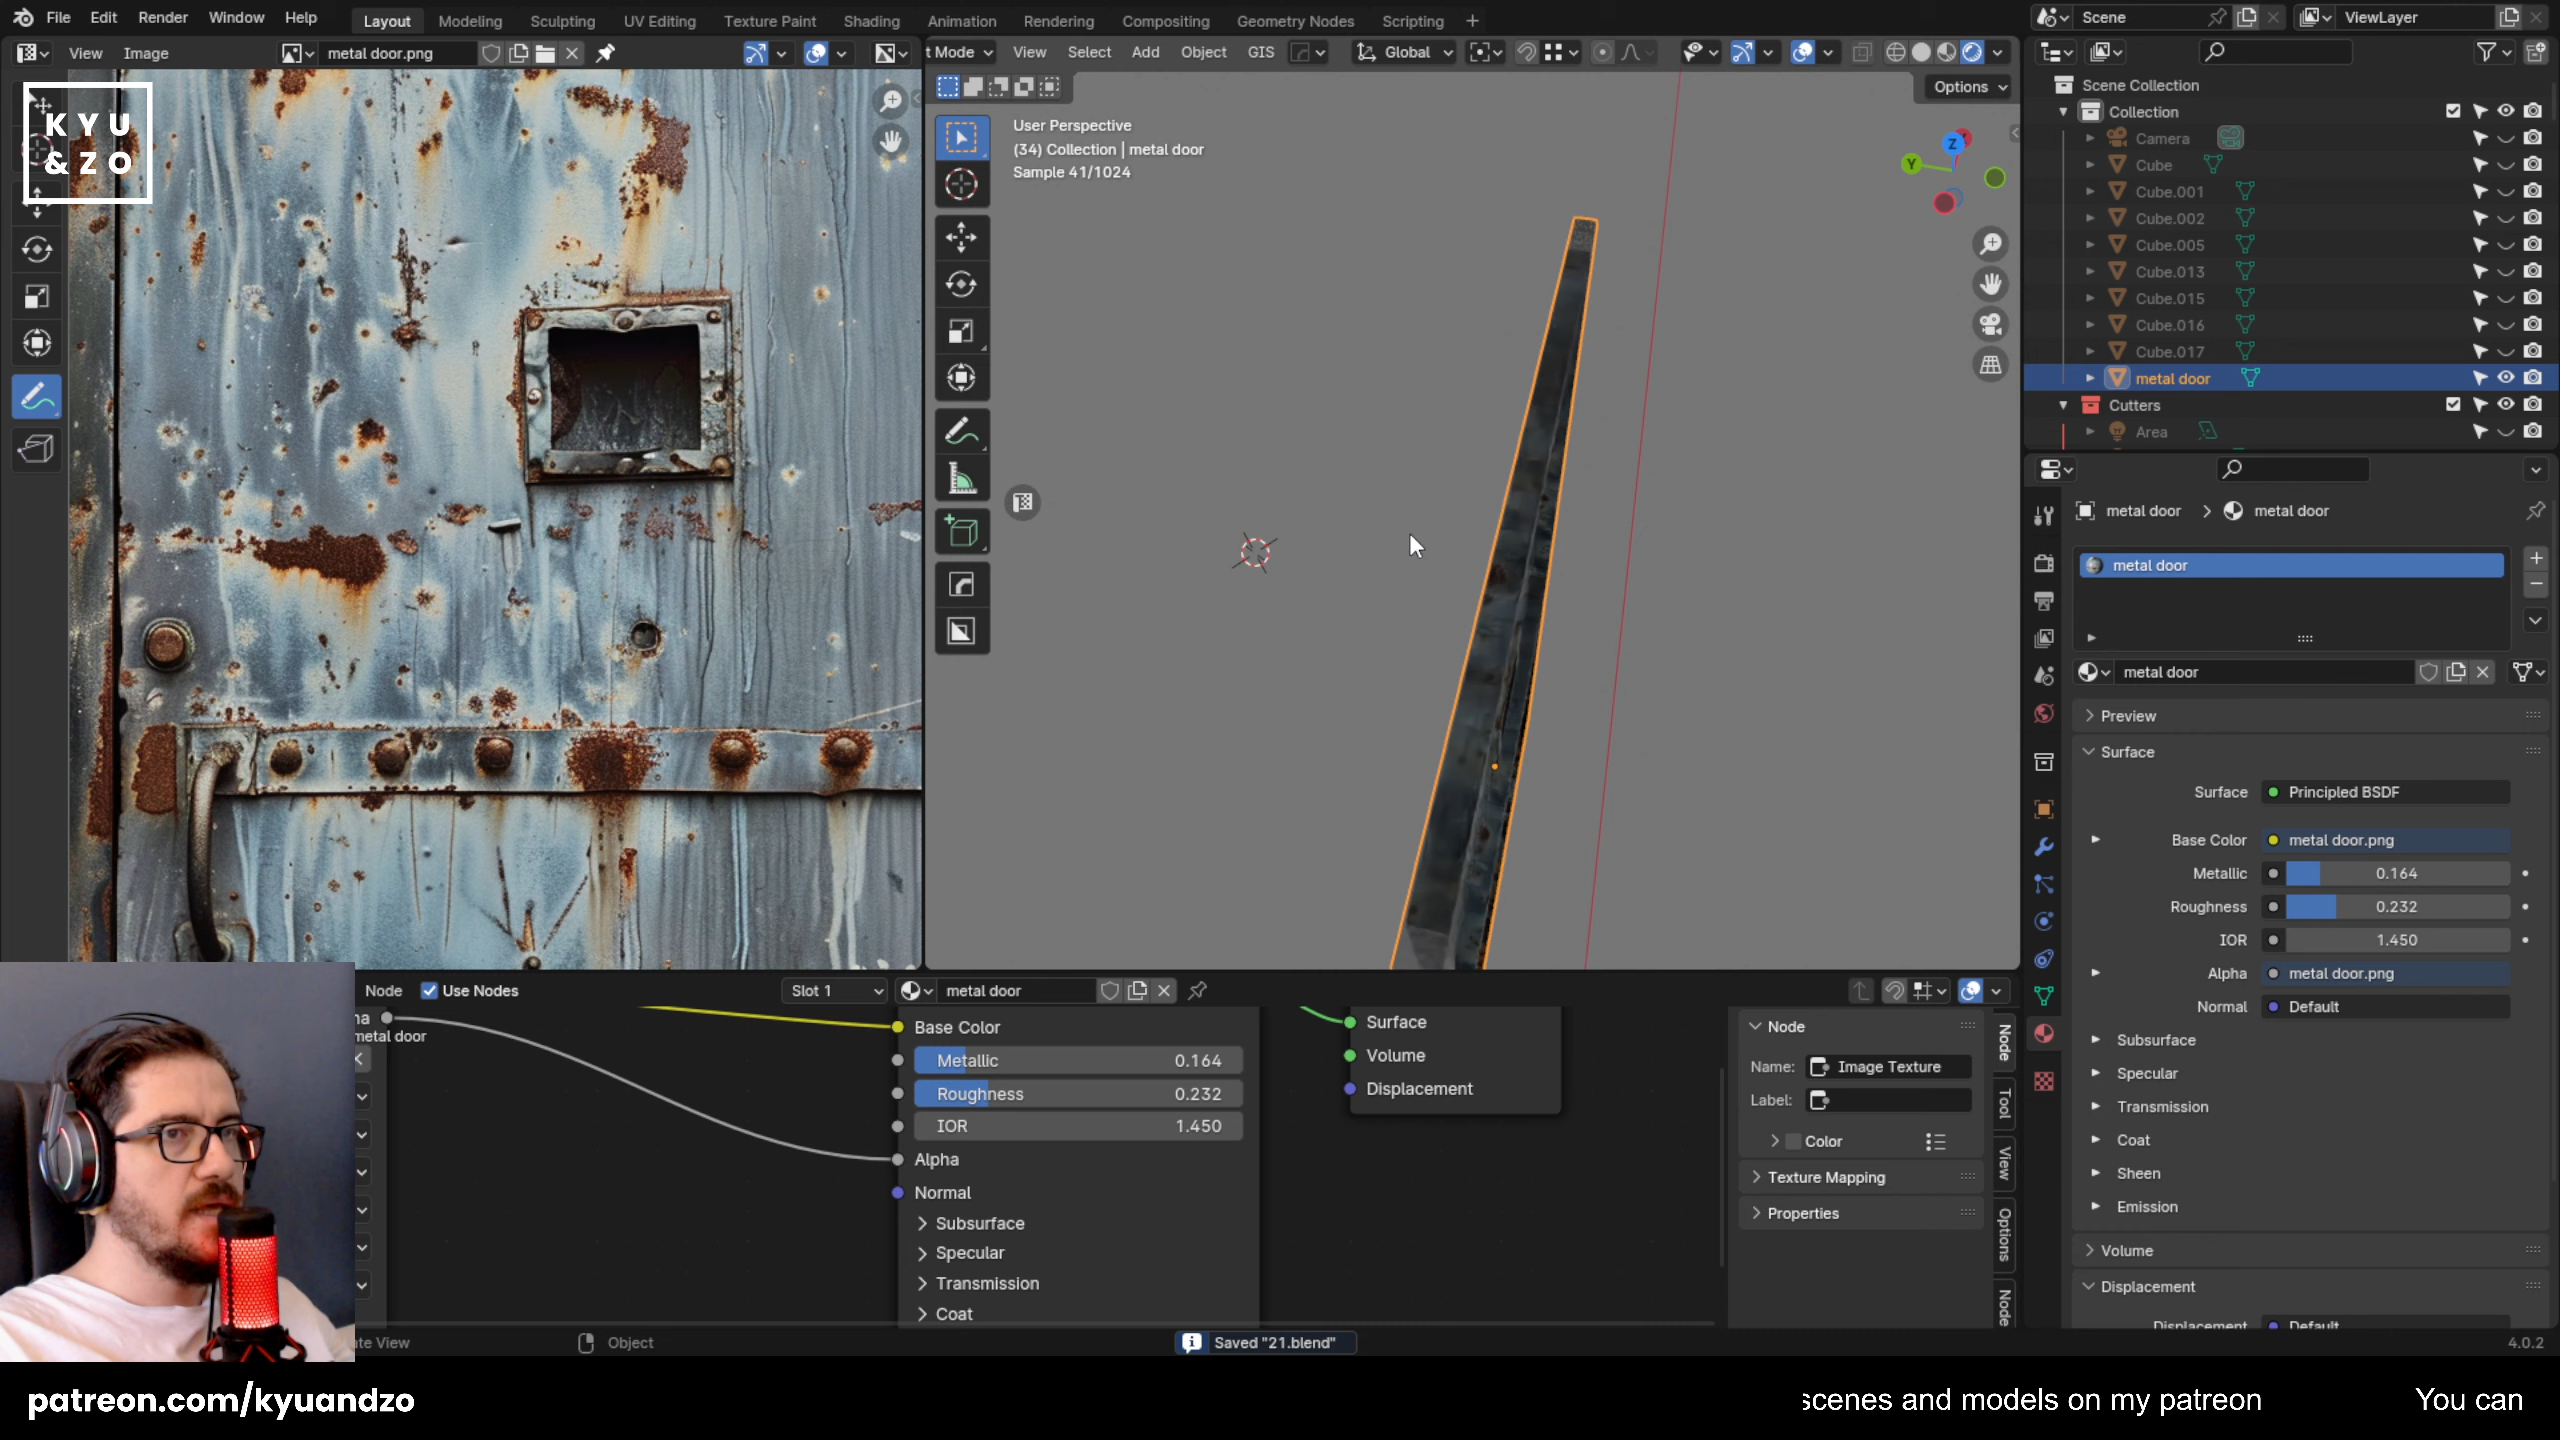 File Edit Render Window Help Layout Modeling Sculpting UV Editing Texture Paint Shading Animation Rendering Compositing Geometry Nodes Scripting Scene ViewLayer
View Image metal door.png t Mode View Select Add Object GIS Global
Options
KYU
&ZO
User Perspective
(34) Collection | metal door
Sample 41/1024
Z
Y
Scene Collection
Collection
Camera
Cube
Cube.001
Cube.002
Cube.005
Cube.013
Cube.015
Cube.016
Cube.017
metal door
Cutters
Area
metal door metal door
metal door
metal door
Preview
Surface
Surface Principled BSDF
Base Color metal door.png
Metallic 0.164
Roughness 0.232
IOR 1.450
Alpha metal door.png
Normal Default
Subsurface
Specular
Transmission
Coat
Sheen
Emission
Volume
Displacement
Displacement Default
Node Use Nodes Slot 1 metal door
metal door
Base Color
Metallic 0.164
Roughness 0.232
IOR 1.450
Alpha
Normal
Subsurface
Specular
Transmission
Coat
Surface
Volume
Displacement
Node
Name: Image Texture
Label:
Color
Texture Mapping
Properties
Node
Tool
View
Options
Node
te View Object Saved "21.blend" 4.0.2
patreon.com/kyuandzo scenes and models on my patreon You can